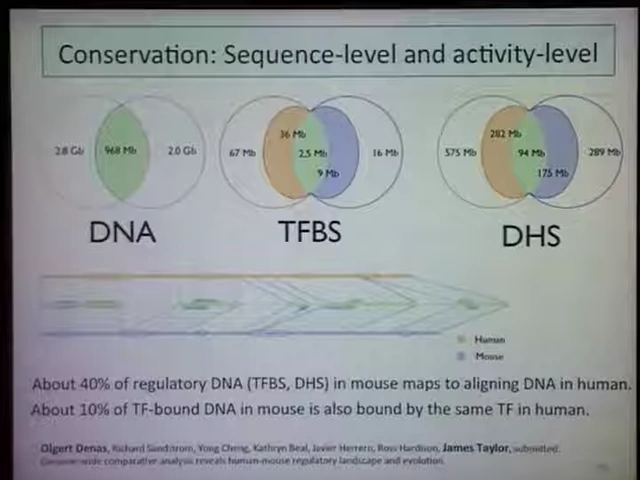 Conservation: Sequence-level and activity-level
2.8 Gb 968 Mb 2.0 Gb
67 Mb 36 Mb 2.5 Mb 9 Mb 16 Mb
575 Mb 282 Mb 94 Mb 175 Mb 289 Mb
DNA TFBS DHS
Human
Mouse
About 40% of regulatory DNA (TFBS, DHS) in mouse maps to aligning DNA in human.
About 10% of TF-bound DNA in mouse is also bound by the same TF in human.
Olgert Denas, Richard Sandstrom, Yong Cheng, Kathryn Beal, Javier Herrero, Ross Hardison, James Taylor, submitted.
Genome-wide comparative analysis reveals human-mouse regulatory landscape and evolution.